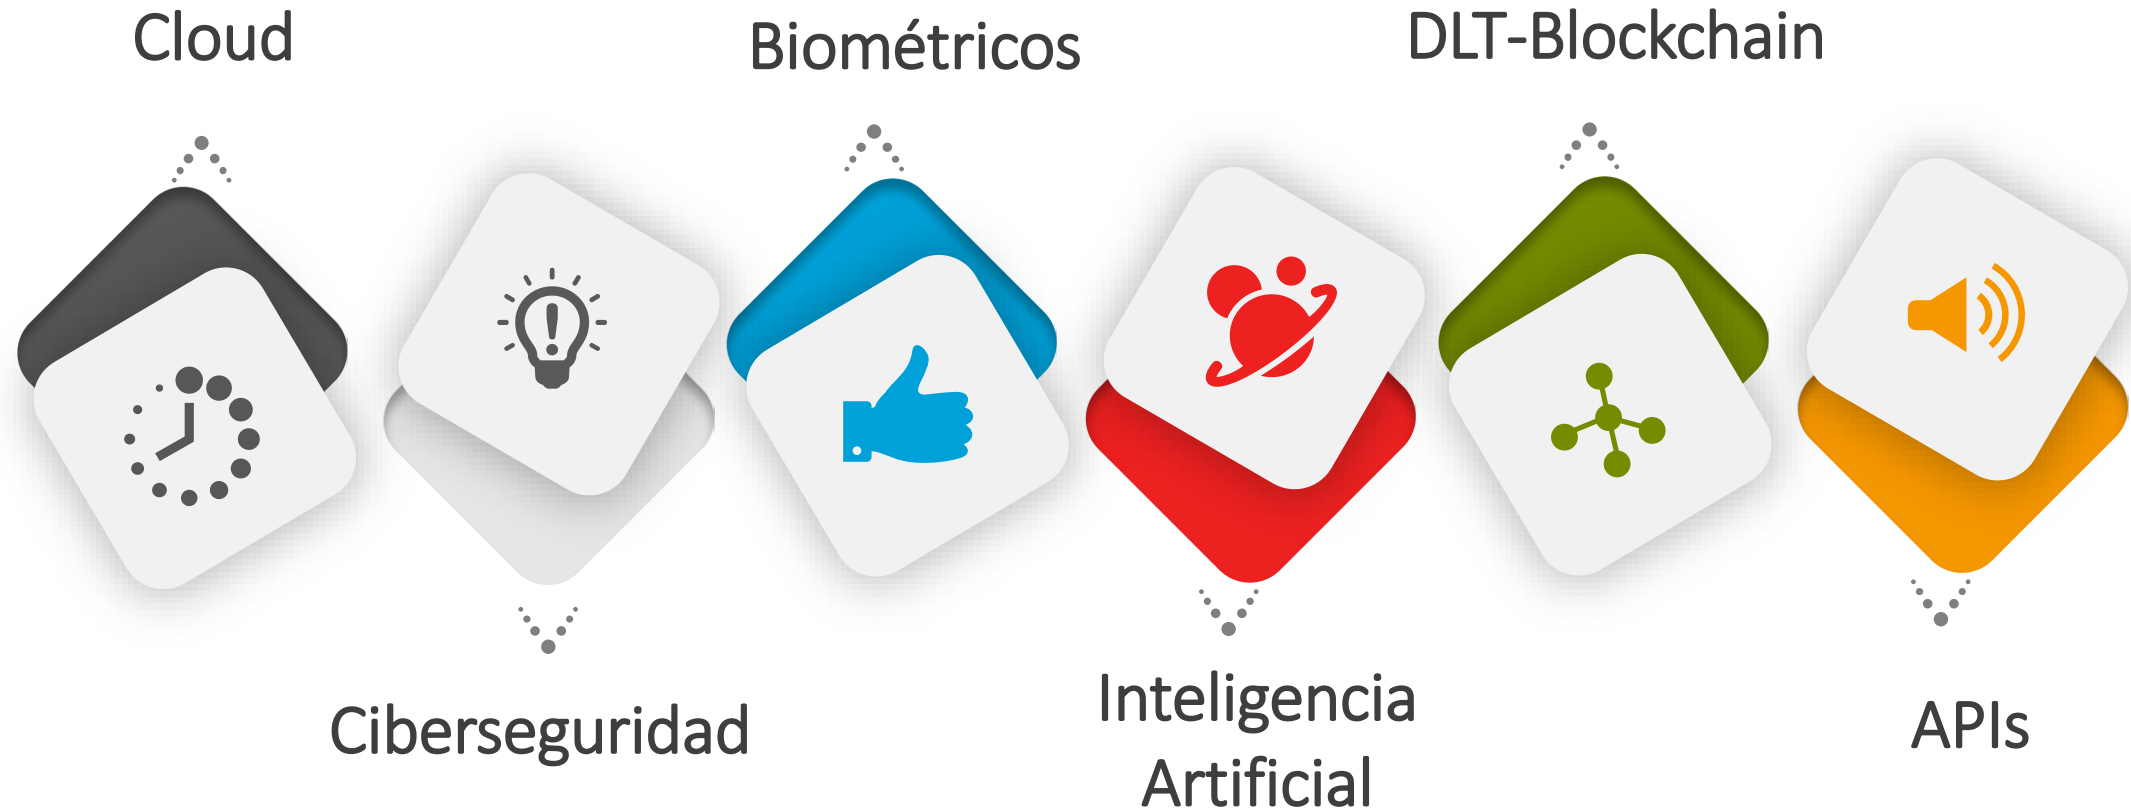 Cloud
Biométricos
DLT-Blockchain
Ciberseguridad
Inteligencia
Artificial
APIs